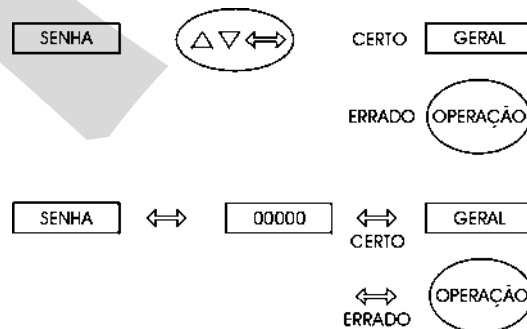 SENHA CERTO GERAL
ERRADO OPERAÇÃO
SENHA 00000 GERAL
CERTO
OPERAÇÃO
ERRADO